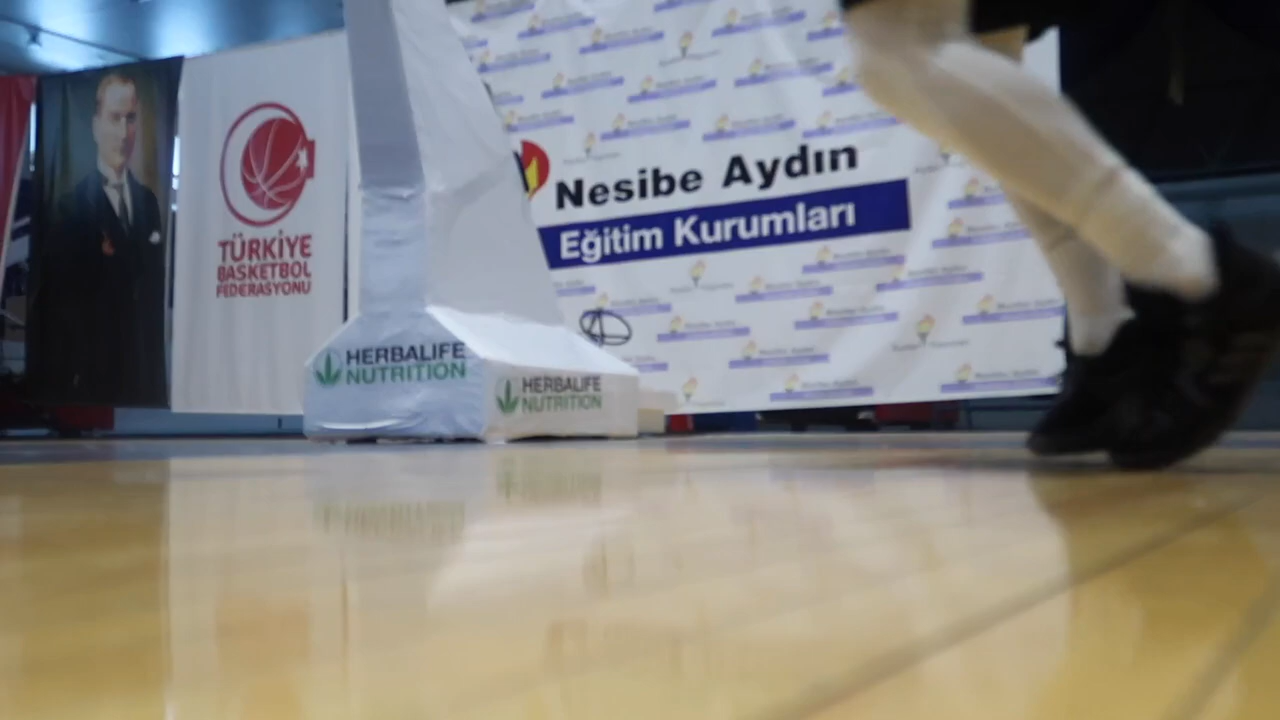 TÜRKİYE
BASKETBOL
FEDERASYONU
HERBALIFE
NUTRITION
HERBALIFE
NUTRITION
Nesibe Aydın
Eğitim Kurumları